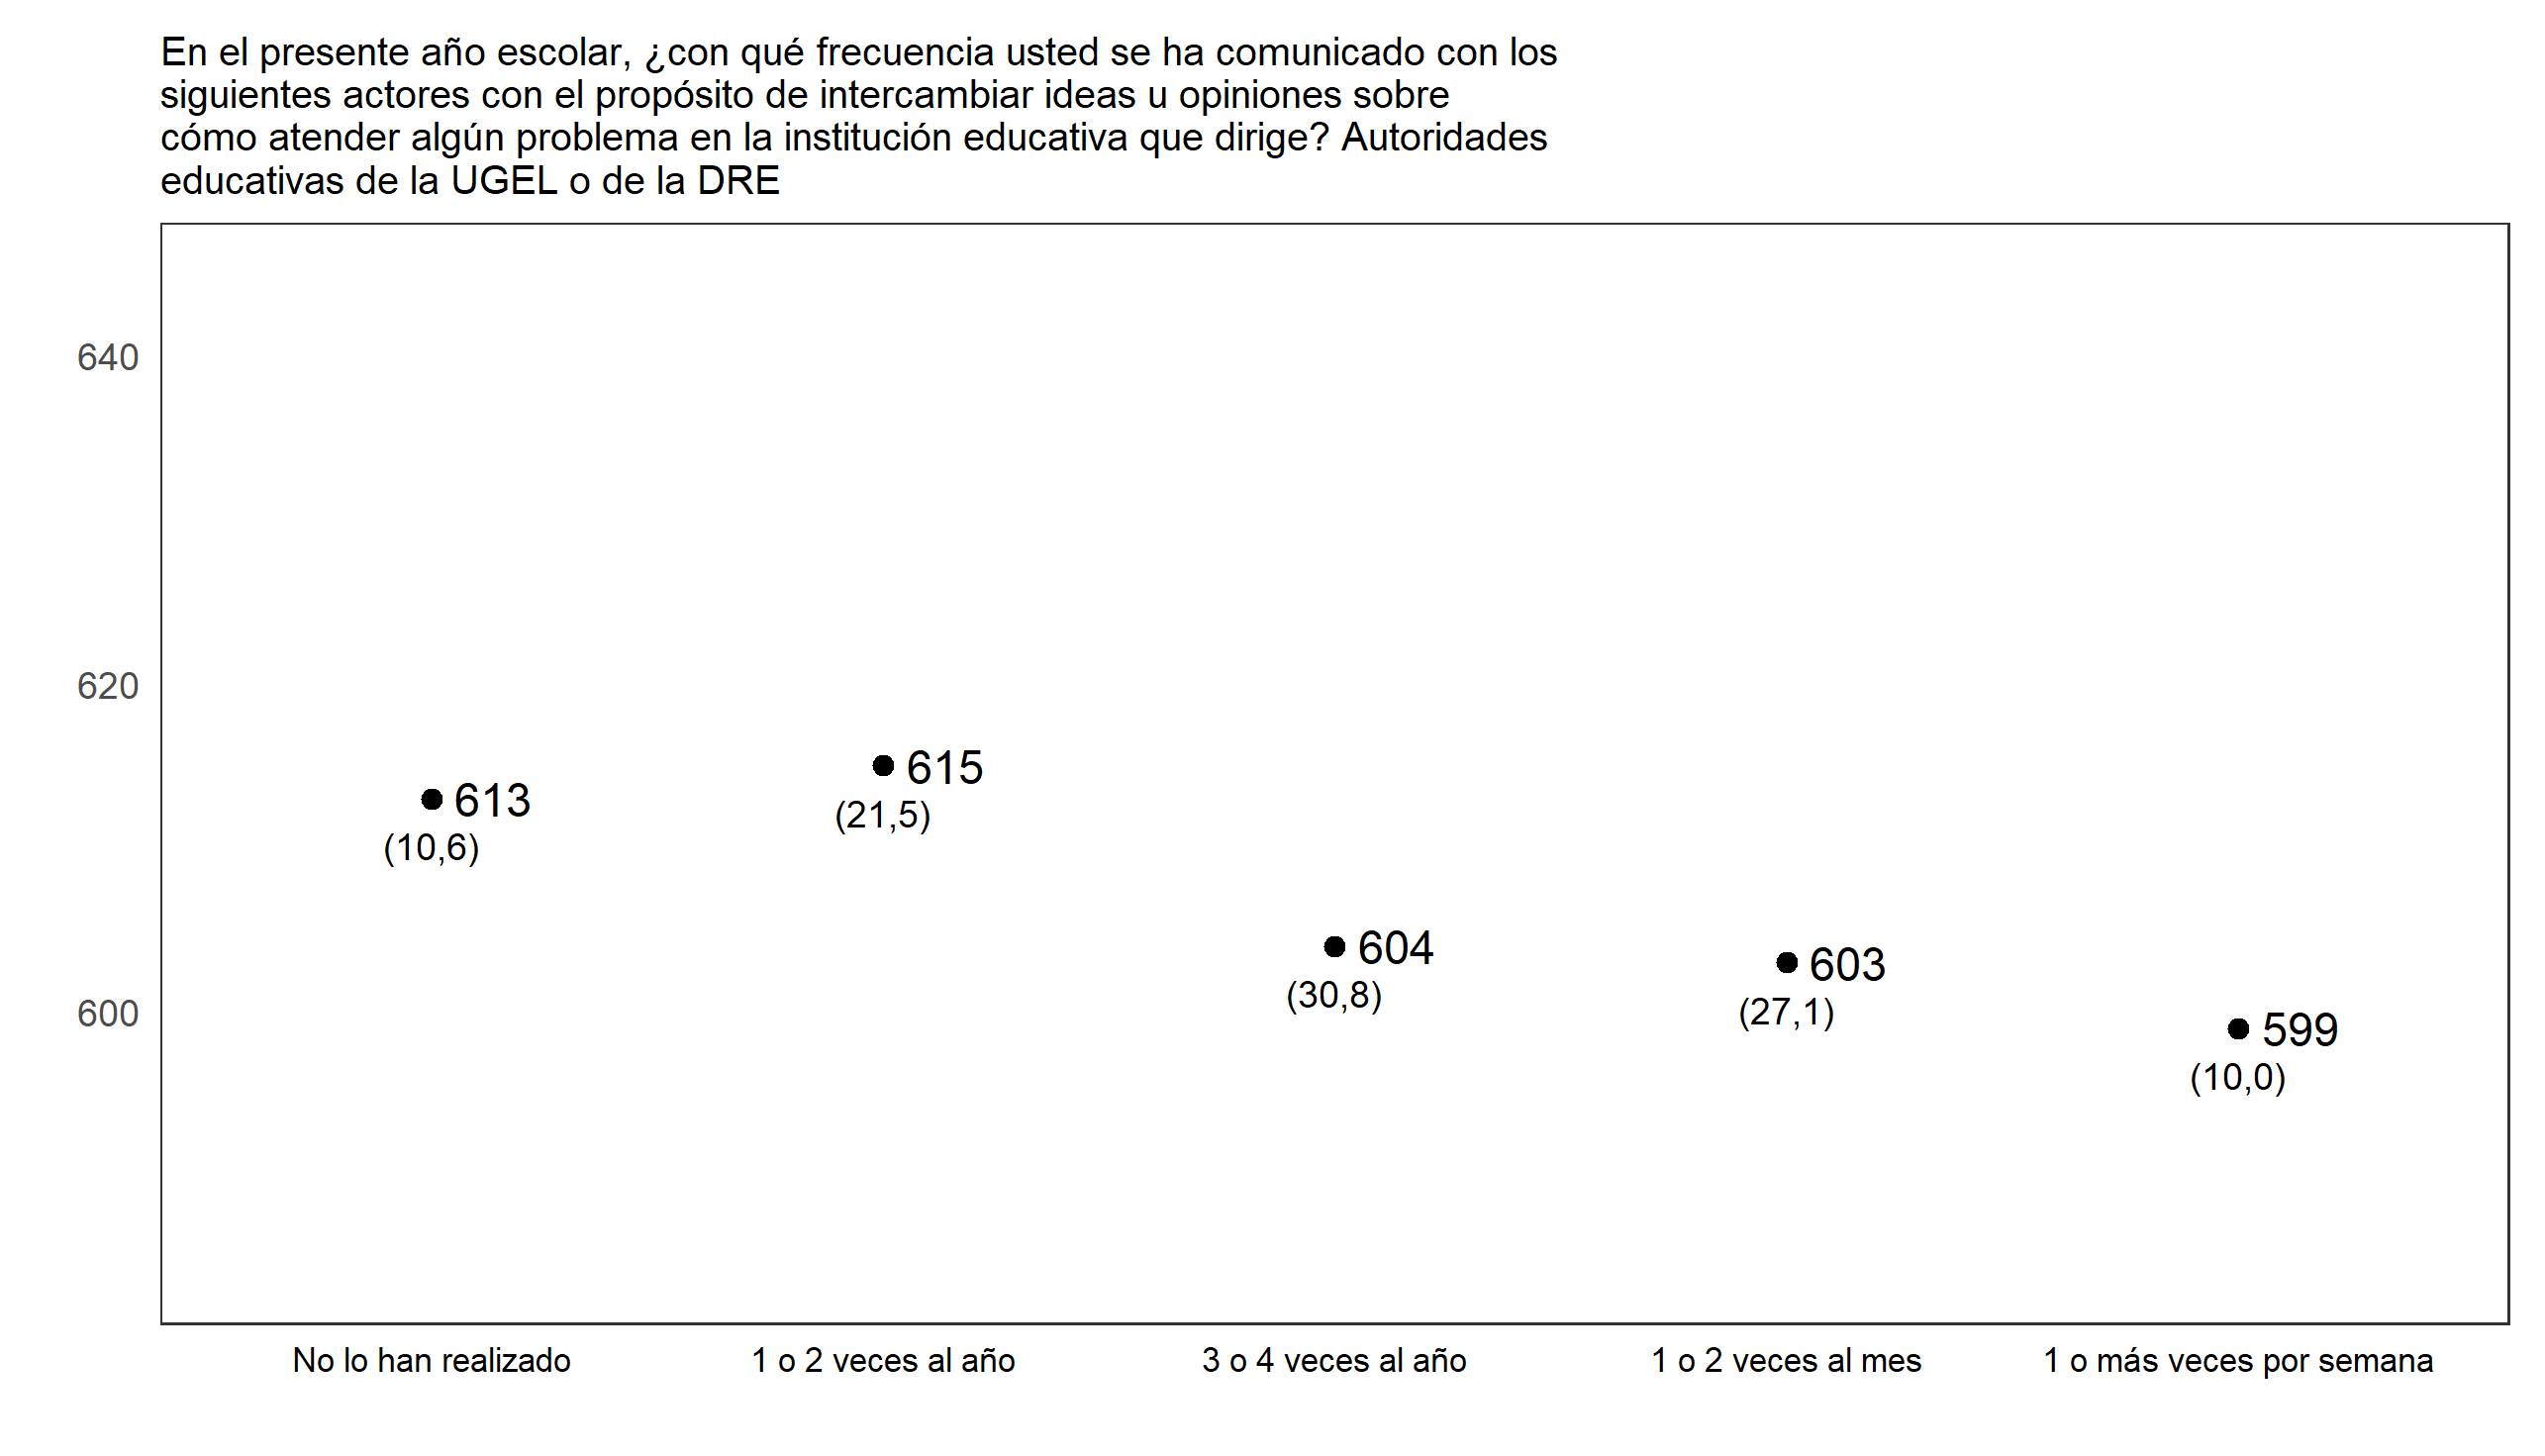 En el presente año escolar, ¿con qué frecuencia usted se ha comunicado con los
siguientes actores con el propósito de intercambiar ideas u opiniones sobre
cómo atender algún problema en la institución educativa que dirige? Autoridades
educativas de la UGEL o de la DRE
640
620
615
(21,5)
613
(10,6)
604
(30,8)
603
(27,1)
600
599
(10,0)
No lo han realizado
1 o 2 veces al año
3 o 4 veces al año
1 o 2 veces al mes
1 o más veces por semana